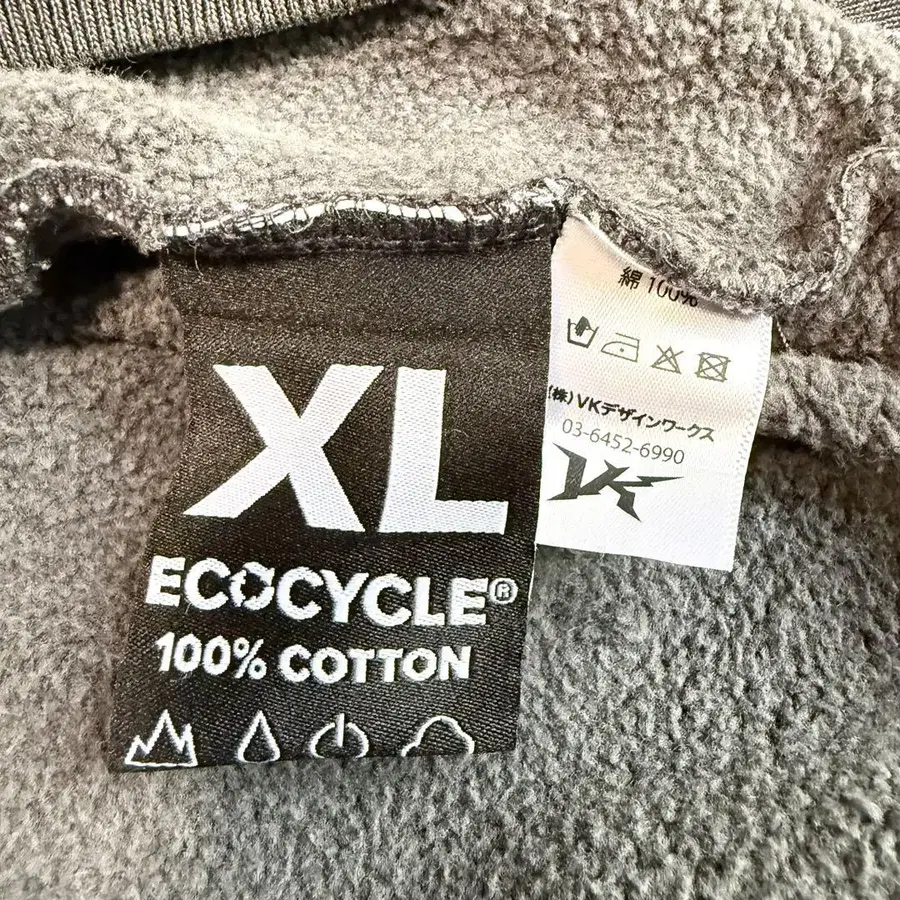 XL
ECOCYCLE®
100% COTTON
綿 100%
(株)VKデザインワークス
03-6452-6990
VK